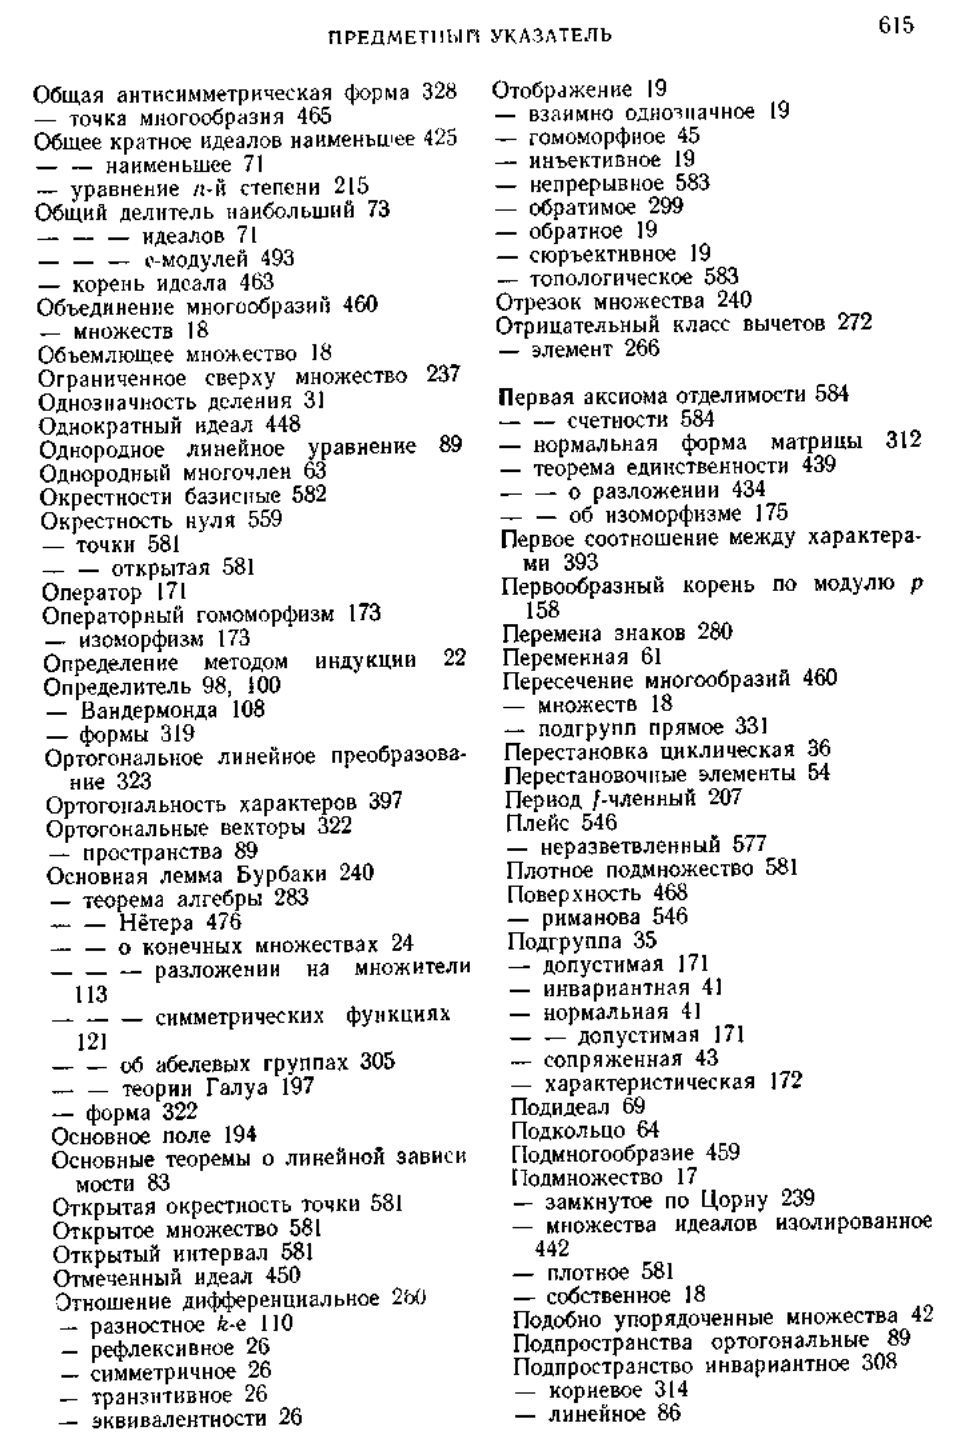 ПРЕДМЕТНЫЙ УКАЗАТЕЛЬ
615
Общая антисимметрическая форма 328
— точка многообразия 465
Общее кратное идеалов наименьшее 425
— — наименьшее 71
— уравнение n-й степени 215
Общий делитель наибольший 73
— — — идеалов 71
— — — о-модулей 493
— корень идеала 463
Объединение многообразий 460
— множеств 18
Объемлющее множество 18
Ограниченное сверху множество 237
Однозначность деления 31
Однократный идеал 448
Однородное линейное уравнение 89
Однородный многочлен 63
Окрестности базисные 582
Окрестность нуля 559
— точки 581
— — открытая 581
Оператор 171
Операторный гомоморфизм 173
— изоморфизм 173
Определение методом индукции 22
Определитель 98, 100
— Вандермонда 108
— формы 319
Ортогональное линейное преобразова-
ние 323
Ортогональность характеров 397
Ортогональные векторы 322
— пространства 89
Основная лемма Бурбаки 240
— теорема алгебры 283
— — Нётера 476
— — о конечных множествах 24
— — — разложении на множители
113
— — — симметрических функциях
121
— — об абелевых группах 305
— — теории Галуа 197
— форма 322
Основное поле 194
Основные теоремы о линейной зависи
мости 83
Открытая окрестность точки 581
Открытое множество 581
Открытый интервал 581
Отмеченный идеал 450
Отношение дифференциальное 260
— разностное k-е 110
— рефлексивное 26
— симметричное 26
— транзитивное 26
— эквивалентности 26
Отображение 19
— взаимно однозначное 19
— гомоморфное 45
— инъективное 19
— непрерывное 583
— обратимое 299
— обратное 19
— сюръективное 19
— топологическое 583
Отрезок множества 240
Отрицательный класс вычетов 272
— элемент 266
Первая аксиома отделимости 584
— — счетности 584
— нормальная форма матрицы 312
— теорема единственности 439
— — о разложении 434
— — об изоморфизме 175
Первое соотношение между характера-
ми 393
Первообразный корень по модулю p
158
Перемена знаков 280
Переменная 61
Пересечение многообразий 460
— множеств 18
— подгрупп прямое 331
Перестановка циклическая 36
Перестановочные элементы 54
Период f-членный 207
Плейс 546
— неразветвленный 577
Плотное подмножество 581
Поверхность 468
— риманова 546
Подгруппа 35
— допустимая 171
— инвариантная 41
— нормальная 41
— — допустимая 171
— сопряженная 43
— характеристическая 172
Подидеал 69
Подкольцо 64
Подмногообразие 459
Подмножество 17
— замкнутое по Цорну 239
— множества идеалов изолированное
442
— плотное 581
— собственное 18
Подобно упорядоченные множества 42
Подпространства ортогональные 89
Подпространство инвариантное 308
— корневое 314
— линейное 86